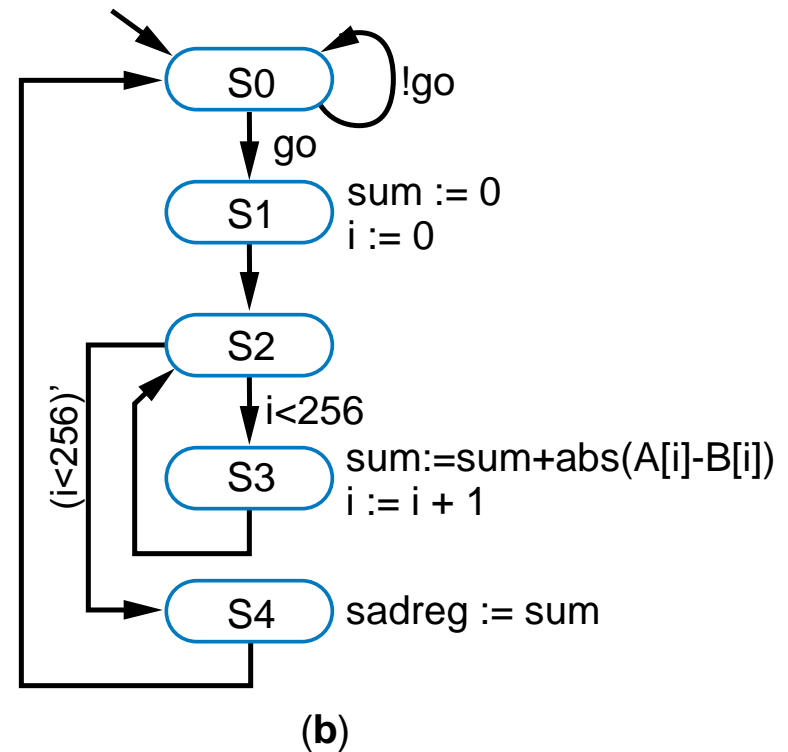 S0
!go
go
S1
sum := 0
i := 0
S2
(i<256)’
i<256
S3
sum:=sum+abs(A[i]-B[i])
i := i + 1
S4
sadreg := sum
(b)